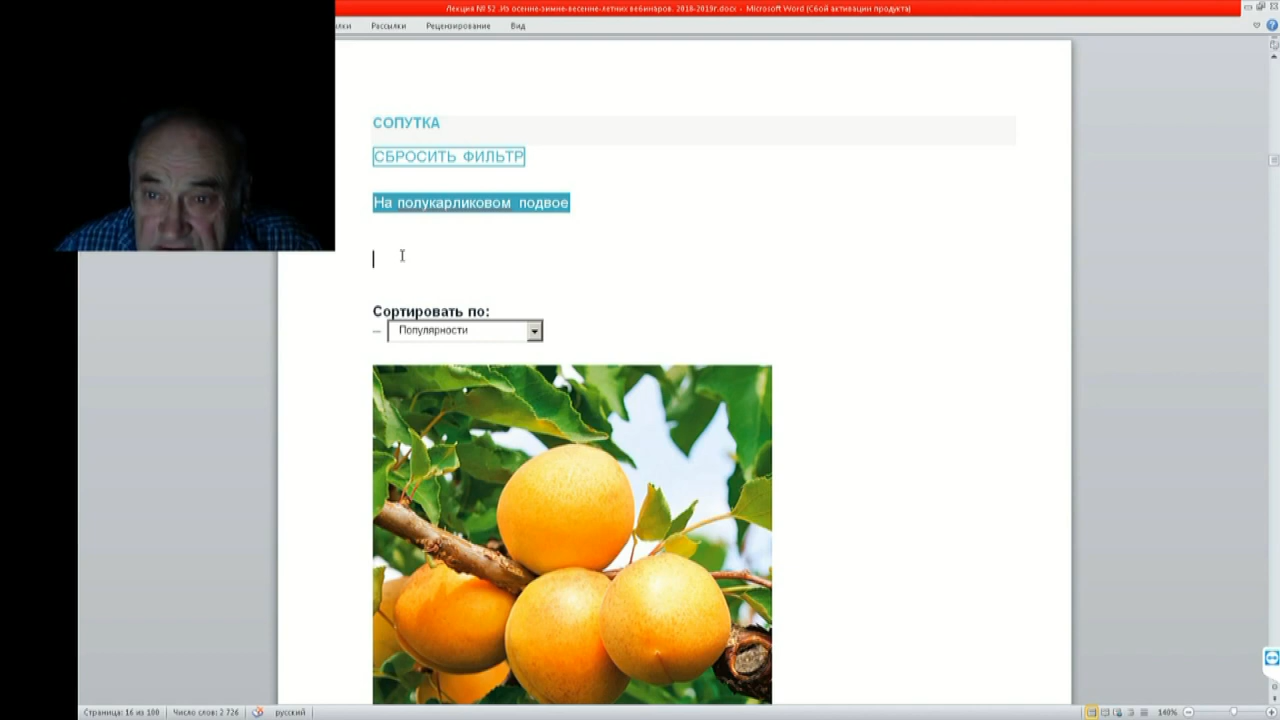 Лекция № 52 .Из осенне-зимне-весенне-летних вебинаров. 2018-2019г.docx - Microsoft Word (Сбой активации продукта)
лки Рассылки Рецензирование Вид
СОПУТКА
СБРОСИТЬ ФИЛЬТР
На полукарликовом подвое
Сортировать по:
Популярности
Страница: 16 из 100 Число слов: 2 726 русский 140%